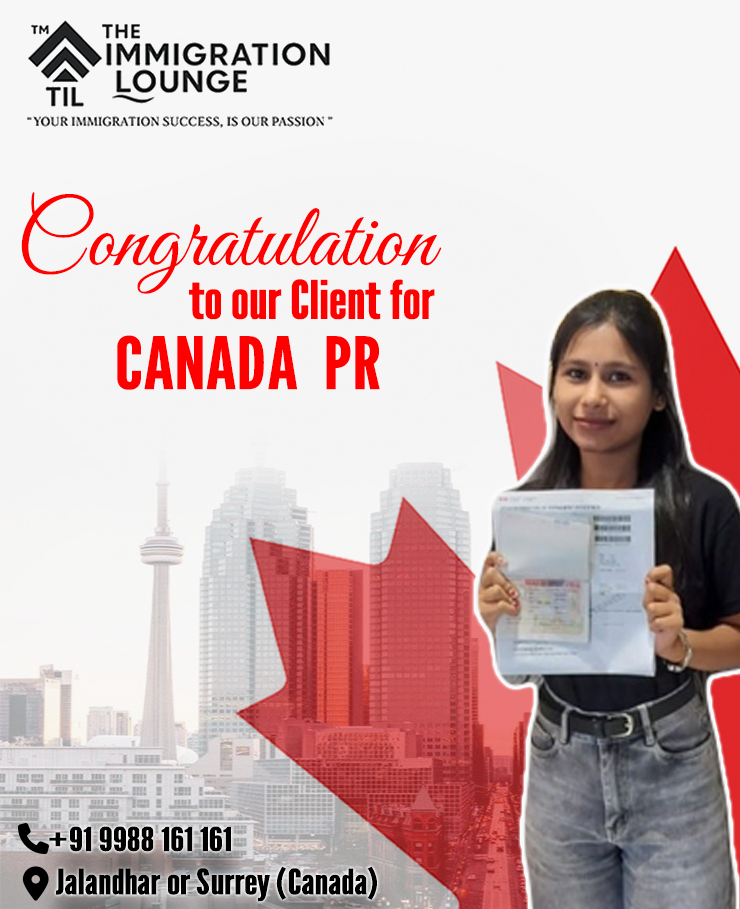 TM
THE
IMMIGRATION
LOUNGE
TIL
"YOUR IMMIGRATION SUCCESS, IS OUR PASSION"
Congratulation
to our Client for
CANADA PR
+91 9988 161 161
Jalandhar or Surrey (Canada)